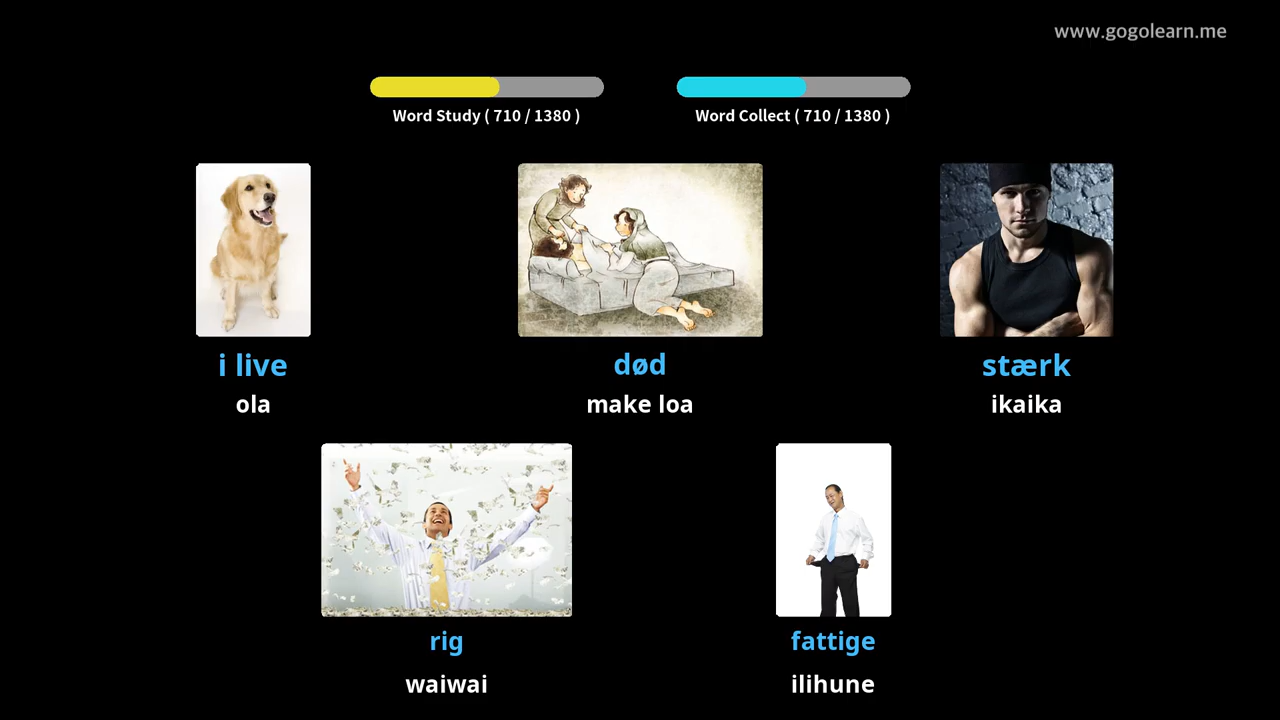 www.gogolearn.me
Word Study ( 710 / 1380 )
Word Collect ( 710 / 1380 )
i live
død
stærk
ola
make loa
ikaika
rig
fattige
waiwai
ilihune